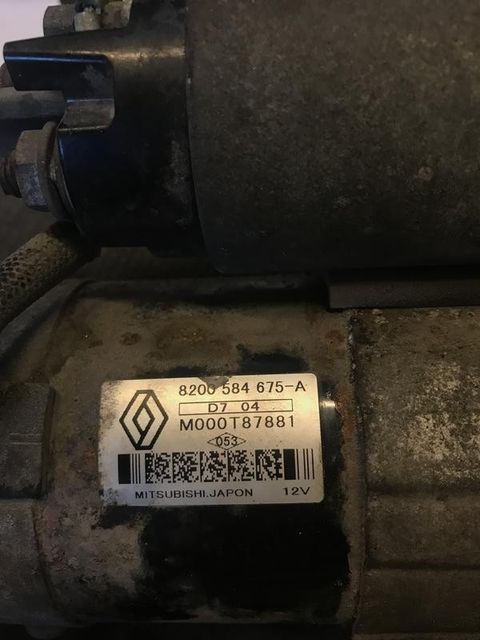 8200 584 675-A
D7 04
M000T87881
053
MITSUBISHI.JAPON 12V